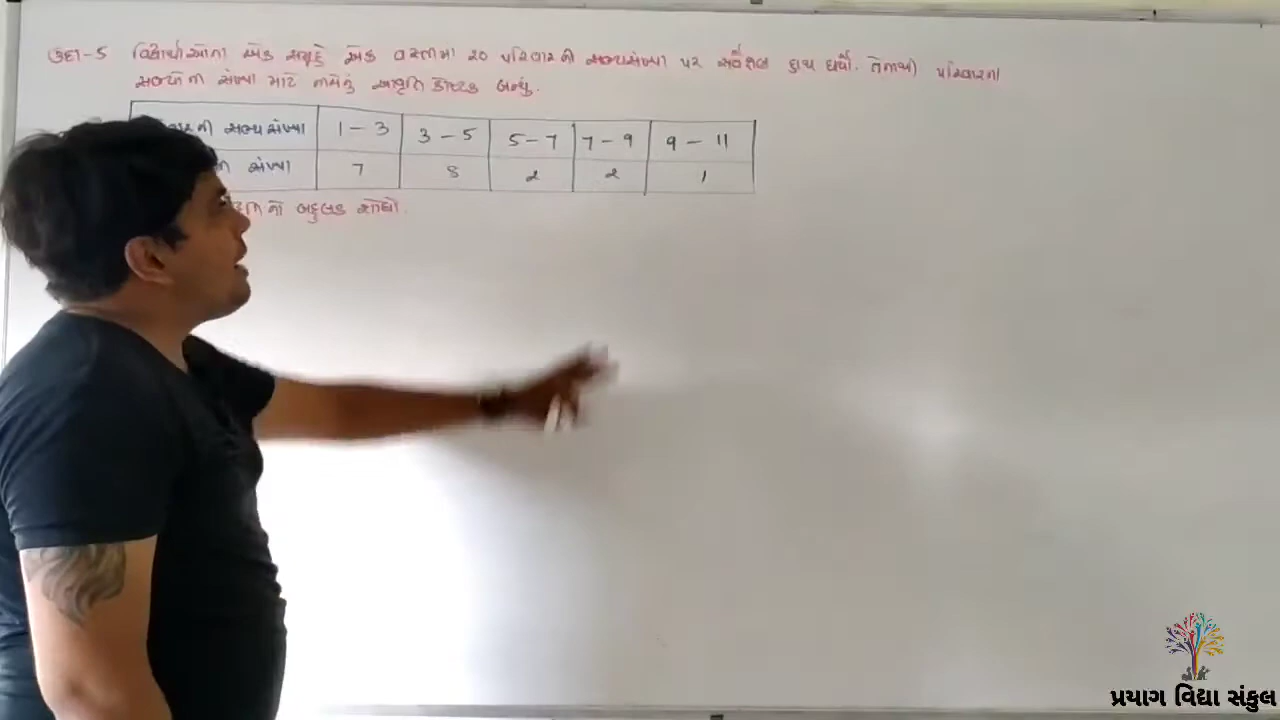 ઉદા-5 વિદ્યાર્થીઓના એક સમૂહે એક વસ્તીમાં ૨૦ પરિવારની સભ્યસંખ્યા પર સર્વેક્ષણ હાથ ધર્યો. તેનાથી પરિવારના
સભ્યોની સંખ્યા માટે નીચેનું આવૃત્તિ કોષ્ટક બન્યું.
ની સભ્ય સંખ્યા 1 - 3 3 - 5 5 - 7 7 - 9 9 - 11
સંખ્યા 7 8 2 2 1
નો બહુલક શોધો.
પ્રયાગ વિદ્યા સંકુલ